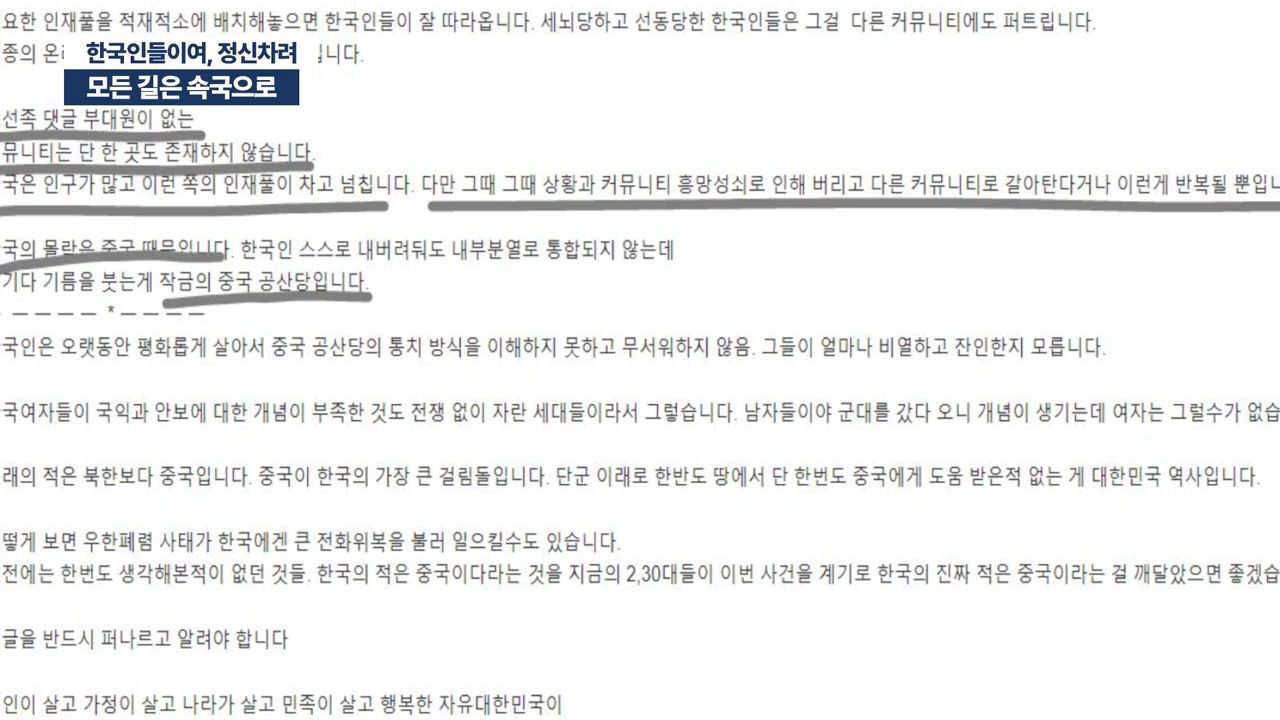 요한 인재풀을 적재적소에 배치해놓으면 한국인들이 잘 따라옵니다. 세뇌당하고 선동당한 한국인들은 그걸 다른 커뮤니티에도 퍼트립니다.
종의 입니다.
한국인들이여, 정신차려
모든 길은 속국으로
선족 댓글 부대원이 없는
뮤니티는 단 한 곳도 존재하지 않습니다.
국은 인구가 많고 이런 쪽의 인재풀이 차고 넘칩니다. 다만 그때 그때 상황과 커뮤니티 흥망성쇠로 인해 버리고 다른 커뮤니티로 갈아탄다거나 이런게 반복될 뿐입니
국의 몰락은 중국 때문입니다. 한국인 스스로 내버려둬도 내부분열로 통합되지 않는데
기다 기름을 붓는게 작금의 중국 공산당입니다.
— — — — — * — — — —
국인은 오랫동안 평화롭게 살아서 중국 공산당의 통치 방식을 이해하지 못하고 무서워하지 않음. 그들이 얼마나 비열하고 잔인한지 모릅니다.
국여자들이 국익과 안보에 대한 개념이 부족한 것도 전쟁 없이 자란 세대들이라서 그렇습니다. 남자들이야 군대를 갔다 오니 개념이 생기는데 여자는 그럴수가 없습
래의 적은 북한보다 중국입니다. 중국이 한국의 가장 큰 걸림돌입니다. 단군 이래로 한반도 땅에서 단 한번도 중국에게 도움 받은적 없는 게 대한민국 역사입니다.
떻게 보면 우한폐렴 사태가 한국에겐 큰 전화위복을 불러 일으킬수도 있습니다.
전에는 한번도 생각해본적이 없던 것들. 한국의 적은 중국이다라는 것을 지금의 2,30대들이 이번 사건을 계기로 한국의 진짜 적은 중국이라는 걸 깨달았으면 좋겠습
글을 반드시 퍼나르고 알려야 합니다
인이 살고 가정이 살고 나라가 살고 민족이 살고 행복한 자유대한민국이